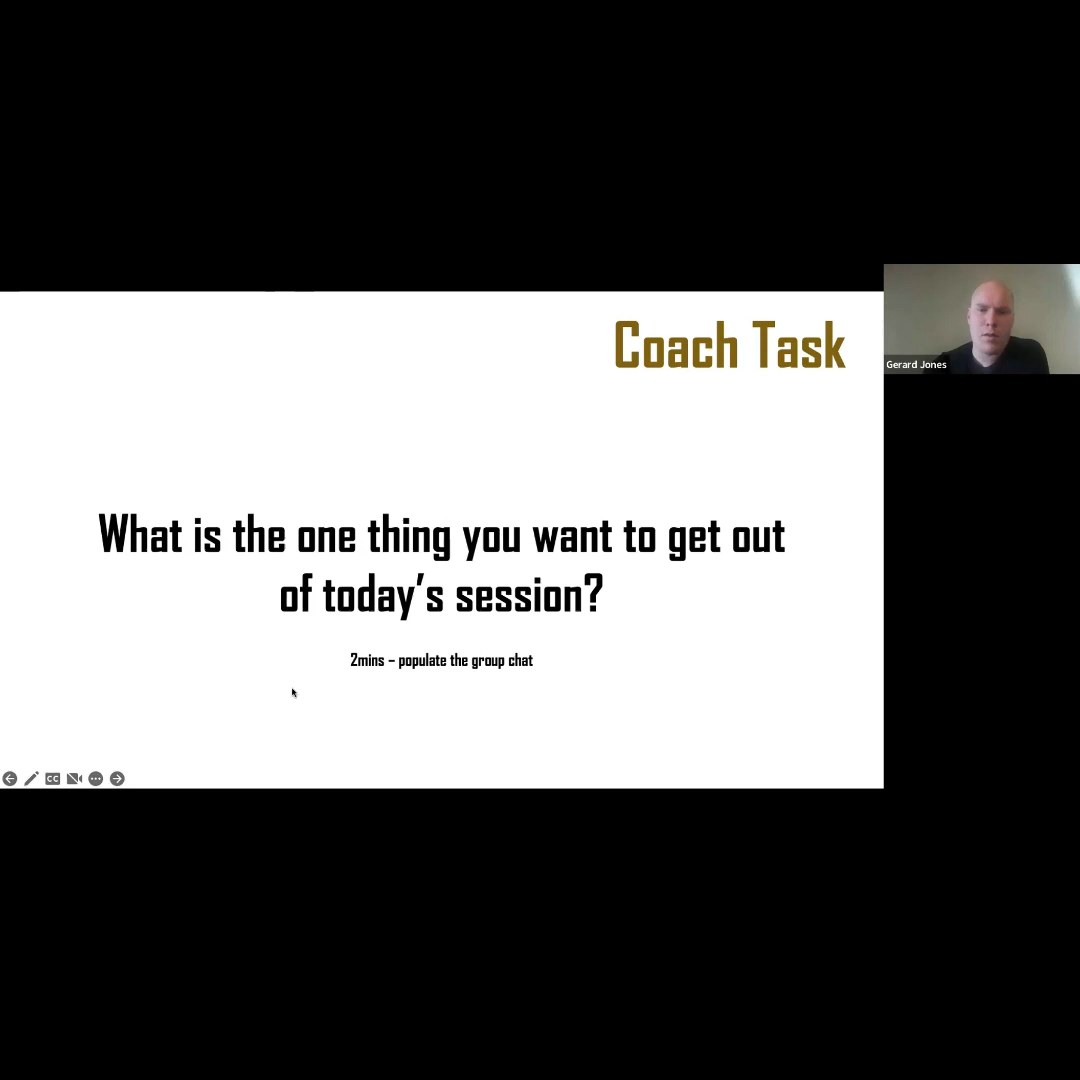 Coach Task
Gerard Jones
What is the one thing you want to get out
of today’s session?
2mins – populate the group chat
CC